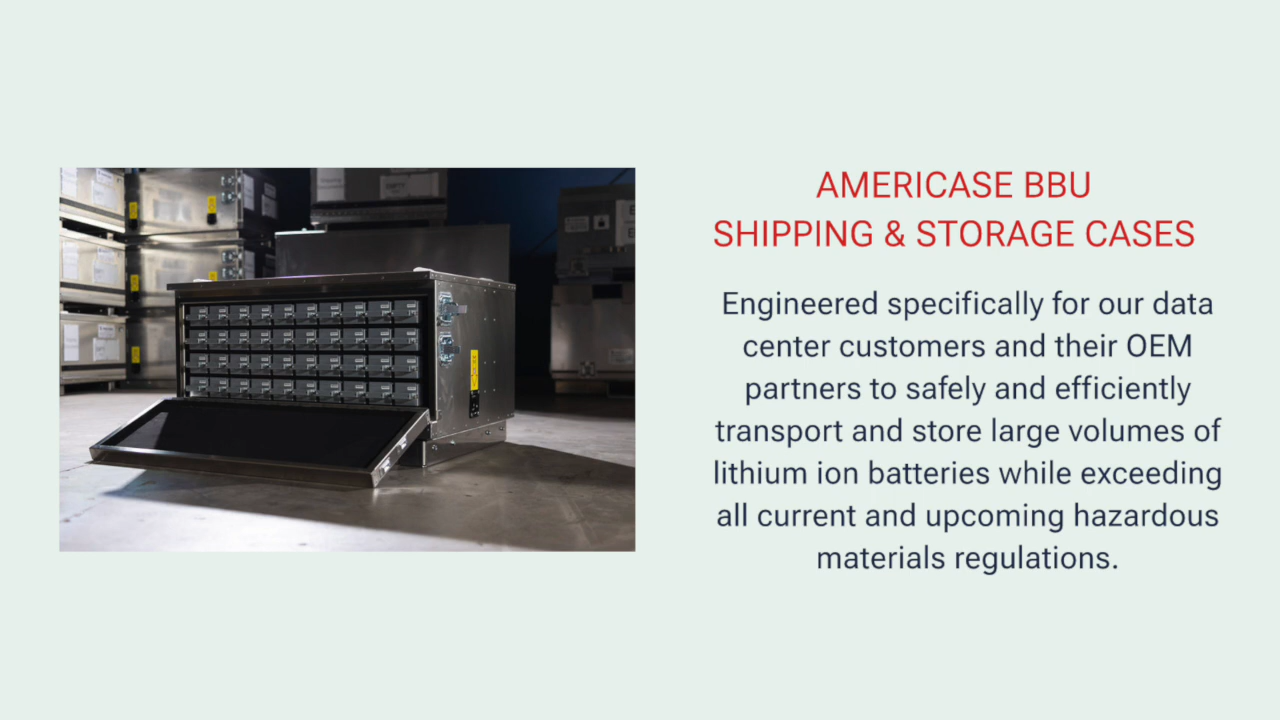 AMERICASE BBU
SHIPPING & STORAGE CASES
Engineered specifically for our data
center customers and their OEM
partners to safely and efficiently
transport and store large volumes of
lithium ion batteries while exceeding
all current and upcoming hazardous
materials regulations.